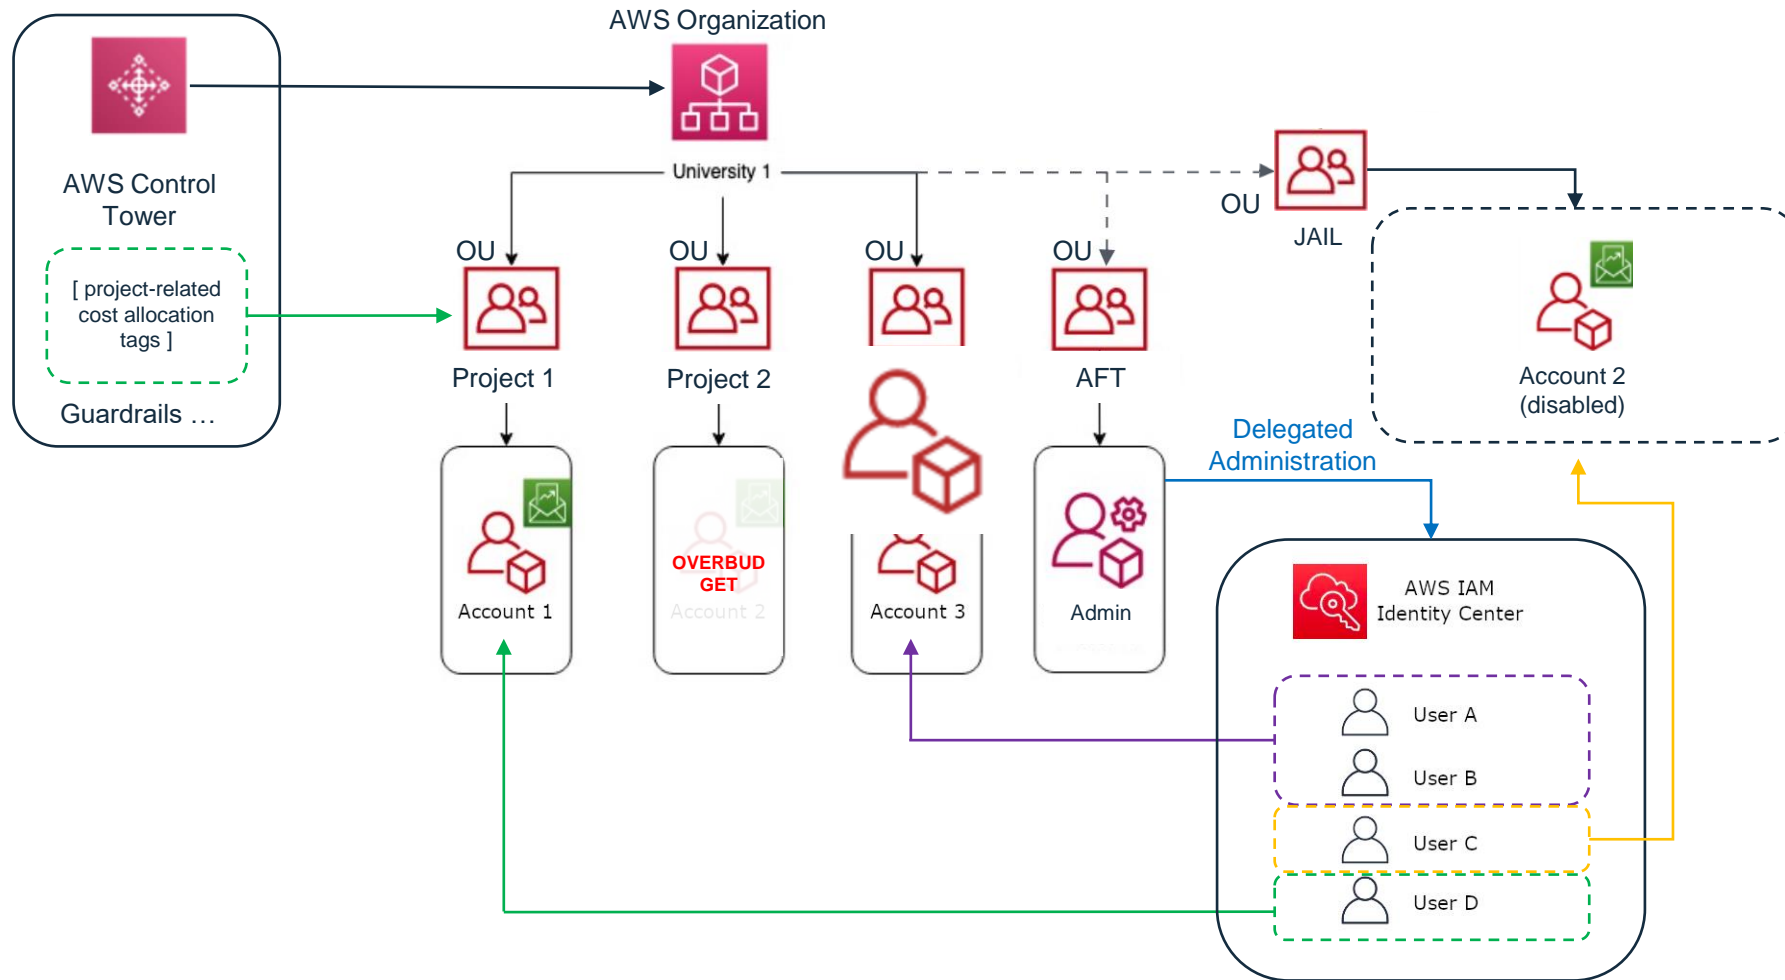 AWS Organization
AWS Control
Tower
[ project-related
cost allocation
tags ]
Guardrails ...
University 1
OU
OU
OU
OU
OU
JAIL
Project 1
Project 2
AFT
Account 2
(disabled)
Delegated
Administration
Account 1
OVERBUD
GET
Account 2
Account 3
Admin
AWS IAM
Identity Center
User A
User B
User C
User D